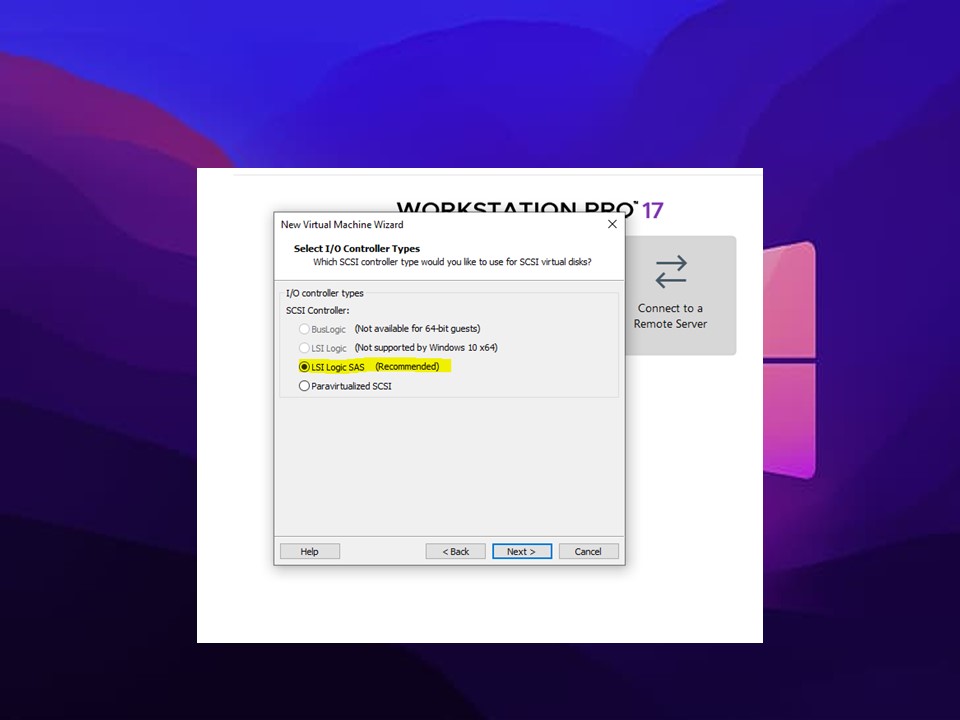 WORKSTATION PRO™ 17
New Virtual Machine Wizard
Select I/O Controller Types
Which SCSI controller type would you like to use for SCSI virtual disks?
I/O controller types
SCSI Controller:
BusLogic (Not available for 64-bit guests)
LSI Logic (Not supported by Windows 10 x64)
LSI Logic SAS (Recommended)
Paravirtualized SCSI
Connect to a
Remote Server
Help < Back Next > Cancel